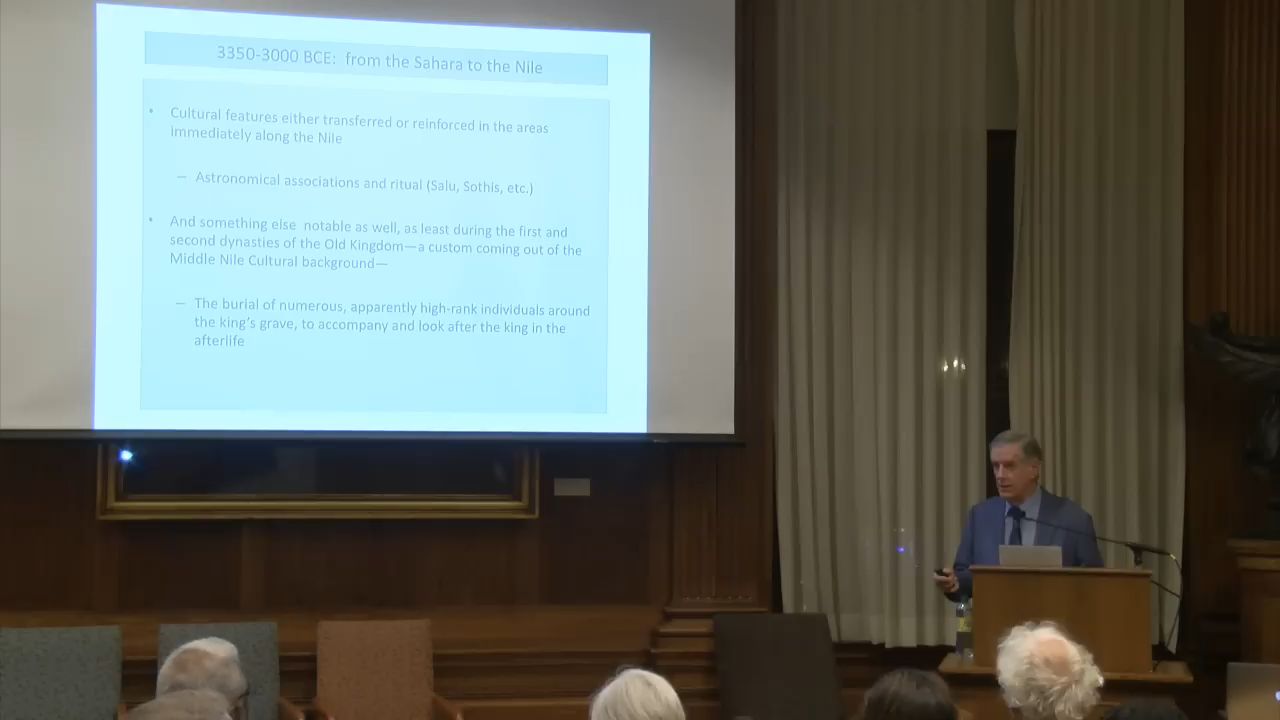 3350-3000 BCE: from the Sahara to the Nile
• Cultural features either transferred or reinforced in the areas
immediately along the Nile
– Astronomical associations and ritual (Salu, Sothis, etc.)
• And something else notable as well, as least during the first and
second dynasties of the Old Kingdom—a custom coming out of the
Middle Nile Cultural background—
– The burial of numerous, apparently high-rank individuals around
the king's grave, to accompany and look after the king in the
afterlife